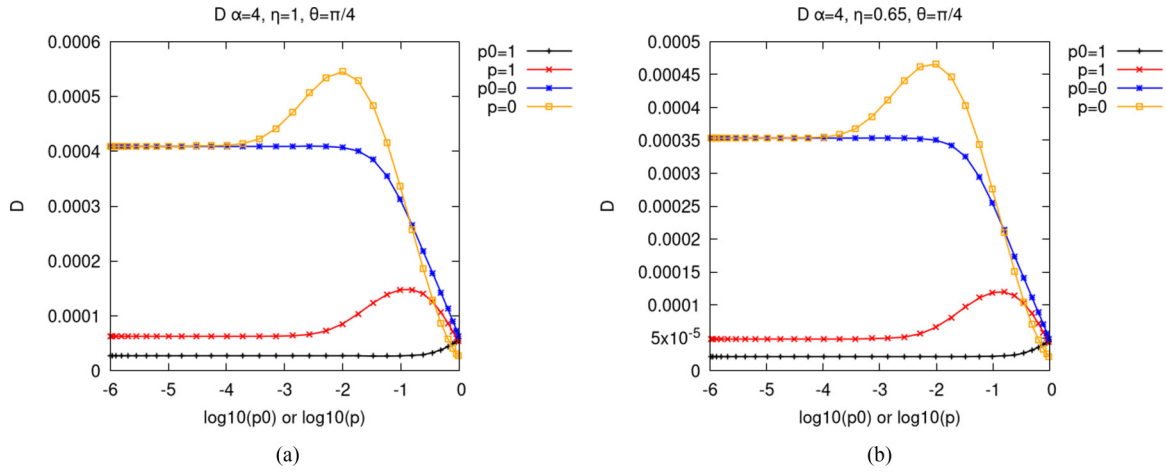 D α=4, η=1, θ=π/4
0.0006
0.0005
0.0004
0.0003
0.0002
0.0001
0
D
-6
-5
-4
-3
-2
-1
0
log10(p0) or log10(p)
p0=1
p=1
p0=0
p=0
(a)
D α=4, η=0.65, θ=π/4
0.0005
0.00045
0.0004
0.00035
0.0003
0.00025
0.0002
0.00015
0.0001
5x10-5
0
D
-6
-5
-4
-3
-2
-1
0
log10(p0) or log10(p)
p0=1
p=1
p0=0
p=0
(b)